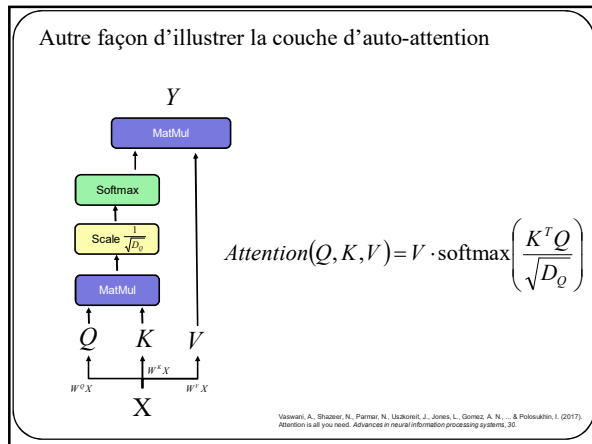 Autre façon d'illustrer la couche d'auto-attention
Y
MatMul
Softmax
Scale 1/√D_Q
MatMul
Attention(Q, K, V) = V · softmax(K^T Q / √D_Q)
Q K V
W^Q X W^K X W^V X
X
Vaswani, A., Shazeer, N., Parmar, N., Uszkoreit, J., Jones, L., Gomez, A. N., ... & Polosukhin, I. (2017).
Attention is all you need. Advances in neural information processing systems, 30.